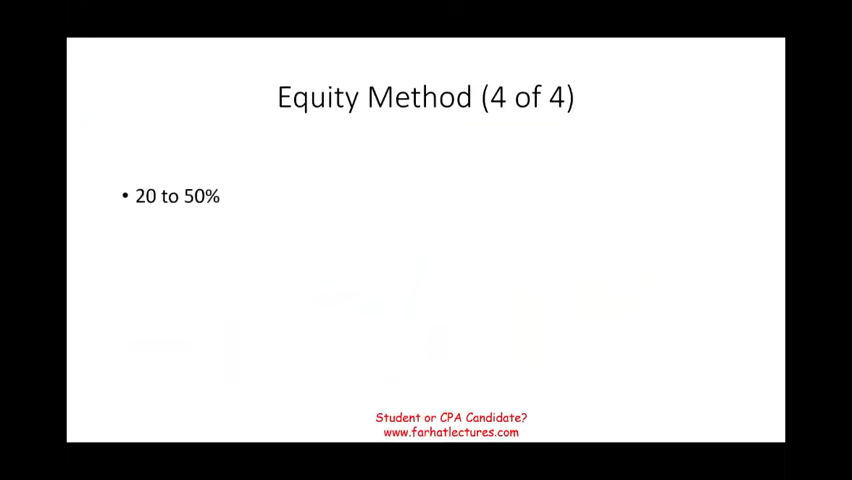 Equity Method (4 of 4)
• 20 to 50%
Student or CPA Candidate?
www.farhatlectures.com